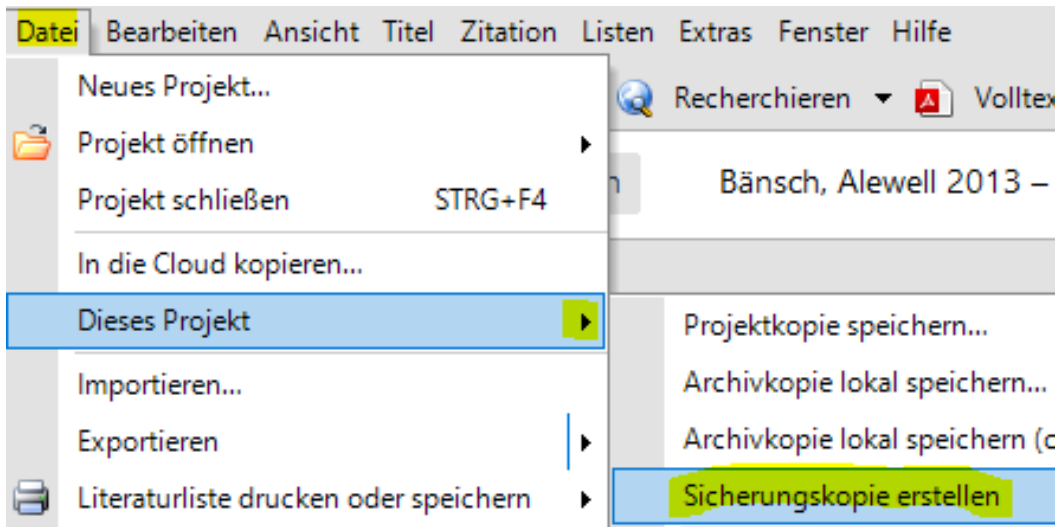 Datei Bearbeiten Ansicht Titel Zitation Listen Extras Fenster Hilfe
Neues Projekt...
Recherchieren
Projekt öffnen
Projekt schließen STRG+F4
Bänsch, Alewell 2013 –
In die Cloud kopieren...
Dieses Projekt
Projektkopie speichern...
Importieren...
Archivkopie lokal speichern...
Exportieren
Archivkopie lokal speichern (
Literaturliste drucken oder speichern
Sicherungskopie erstellen